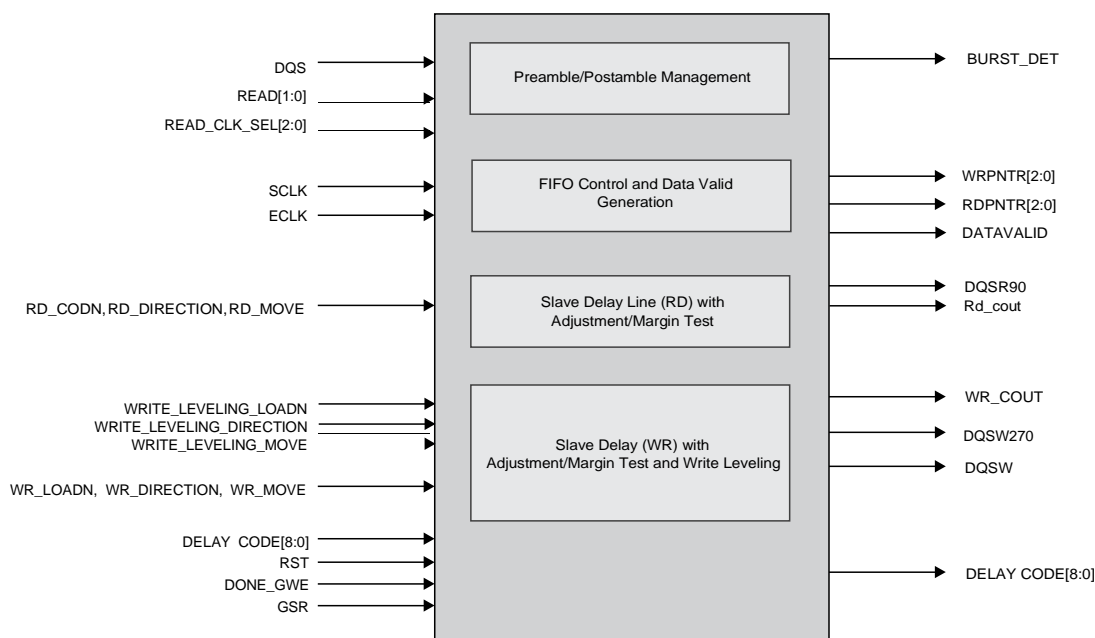 DQS
READ[1:0]
READ_CLK_SEL[2:0]
SCLK
ECLK
RD_CODN, RD_DIRECTION, RD_MOVE
WRITE_LEVELING_LOADN
WRITE_LEVELING_DIRECTION
WRITE_LEVELING_MOVE
WR_LOADN, WR_DIRECTION, WR_MOVE
DELAY CODE[8:0]
RST
DONE_GWE
GSR
Preamble/Postamble Management
FIFO Control and Data Valid
Generation
Slave Delay Line (RD) with
Adjustment/Margin Test
Slave Delay (WR) with
Adjustment/Margin Test and Write Leveling
BURST_DET
WRPNTR[2:0]
RDPNTR[2:0]
DATAVALID
DQSR90
Rd_cout
WR_COUT
DQSW270
DQSW
DELAY CODE[8:0]